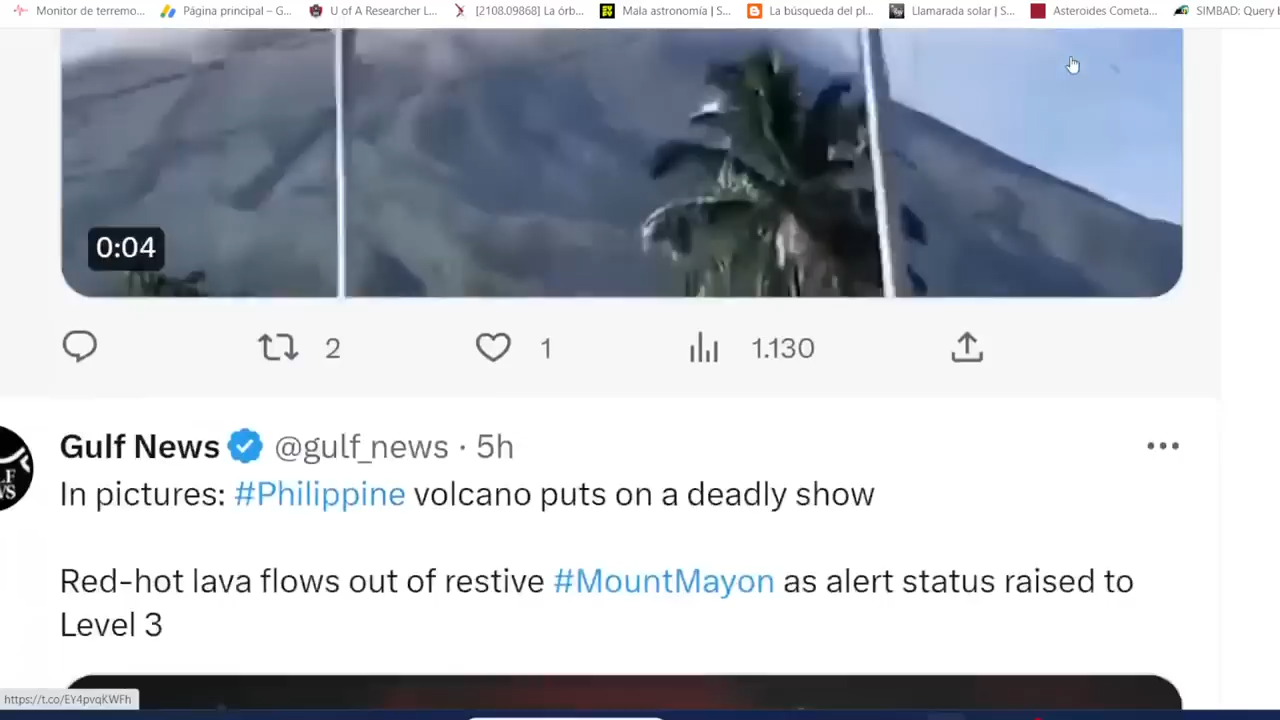 Monitor de terremo... Página principal – G... U of A Researcher L... [2108.09868] La órb... Mala astronomía | S... La búsqueda del pl... Llamarada solar | S... Asteroides Cometa... SIMBAD: Query
0:04
2 1 1.130
Gulf News @gulf_news · 5h
In pictures: #Philippine volcano puts on a deadly show
Red-hot lava flows out of restive #MountMayon as alert status raised to
Level 3
https://t.co/EY4pvqKWFh